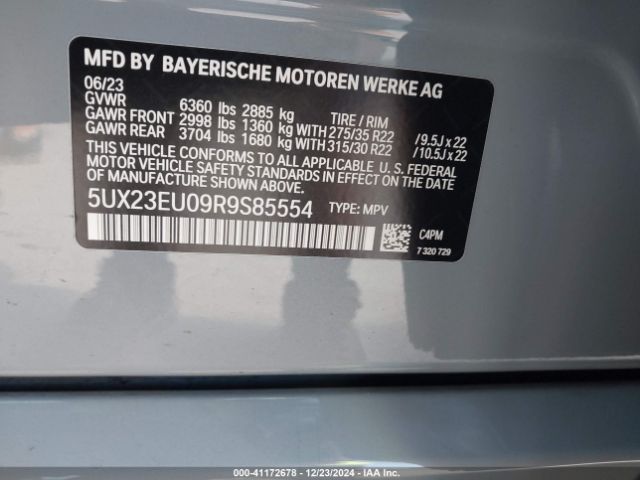 MFD BY BAYERISCHE MOTOREN WERKE AG
06/23
GVWR 6360 lbs 2885 kg TIRE / RIM
GAWR FRONT 2998 lbs 1360 kg WITH 275/35 R22 /9.5J x 22
GAWR REAR 3704 lbs 1680 kg WITH 315/30 R22 /10.5J x 22
THIS VEHICLE CONFORMS TO ALL APPLICABLE U. S. FEDERAL
MOTOR VEHICLE SAFETY STANDARDS IN EFFECT ON THE
DATE OF MANUFACTURE SHOWN ABOVE.
5UX23EU09R9S85554 TYPE: MPV
C4PM
7 320 729
00-41172678 - 12/23/2024 - IAA, Inc.